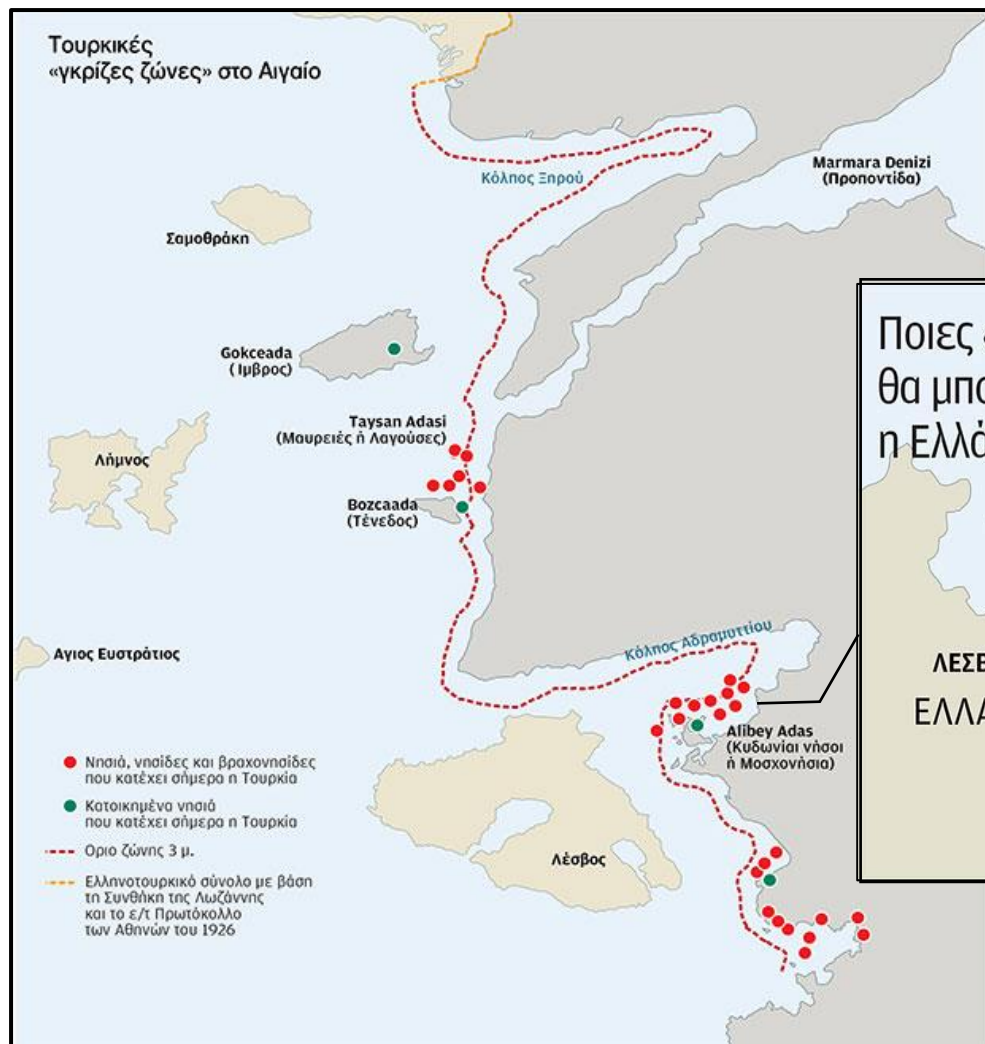 Τουρκικές
«γκρίζες ζώνες» στο Αιγαίο
Marmara Denizi
(Προποντίδα)
Κόλπος Ξηρού
Σαμοθράκη
Gokceada
(Ιμβρος)
Taysan Adasi
(Μαυρειές ή Λαγούσες)
Λήμνος
Bozcaada
(Τένεδος)
Ποιες
θα μπο
η Ελλά
Κόλπος Αδραμυττίου
Αγιος Ευστράτιος
ΛΕΣΒ
ΕΛΛΑ
Alibey Adas
(Κυδωνίαι νήσοι
ή Μοσχονήσια)
Λέσβος
Νησιά, νησίδες και βραχονησίδες
που κατέχει σήμερα η Τουρκία
Κατοικημένα νησιά
που κατέχει σήμερα η Τουρκία
Οριο ζώνης 3 μ.
Ελληνοτουρκικό σύνολο με βάση
τη Συνθήκη της Λωζάννης
και το ε/τ Πρωτόκολλο
των Αθηνών του 1926